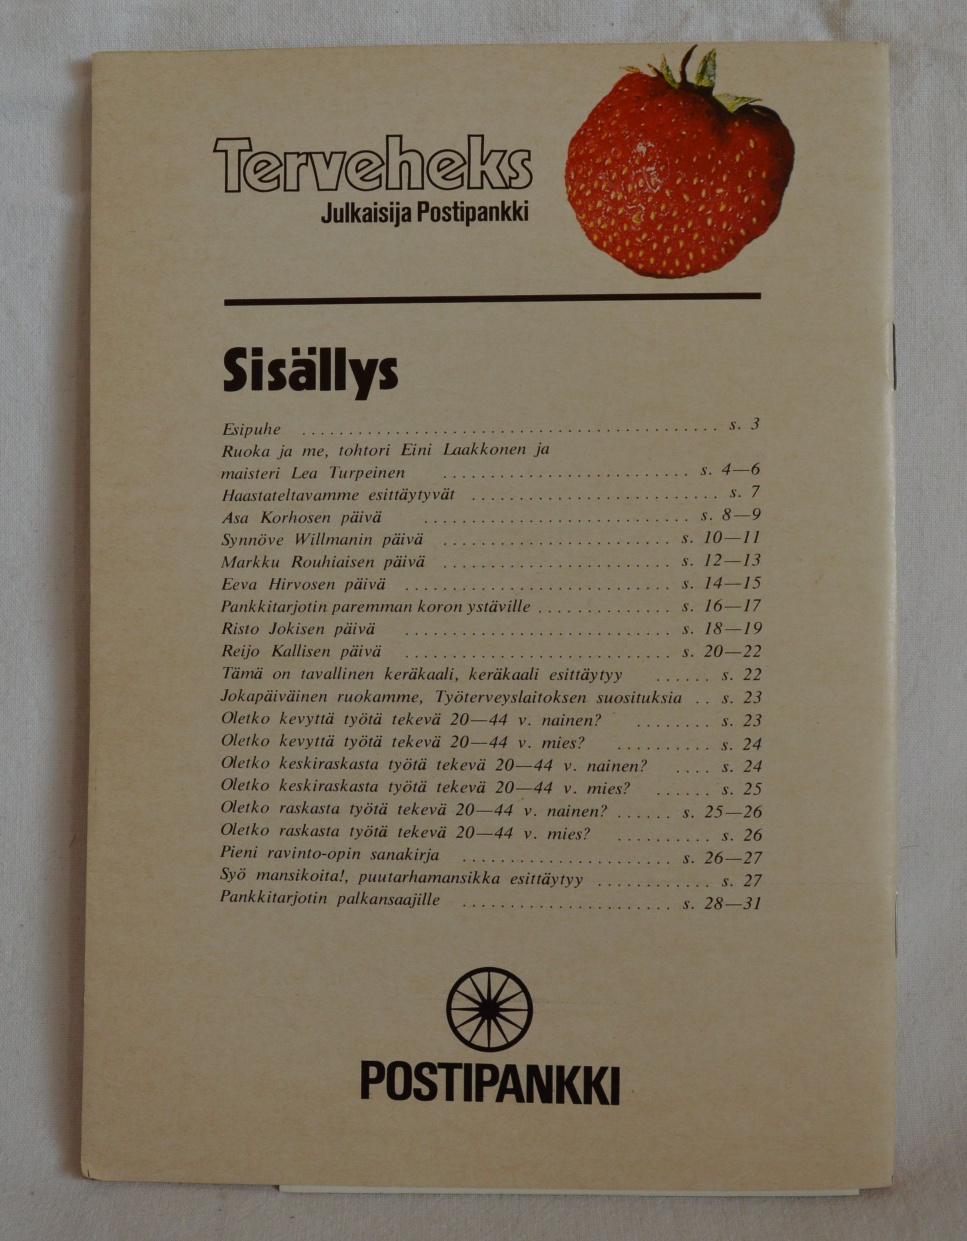 Terveheks
Julkaisija Postipankki
Sisällys
Esipuhe ........................................... s. 3
Ruoka ja me, tohtori Eini Laakkonen ja
maisteri Lea Turpeinen .......................... s. 4—6
Haastateltavamme esittäytyvät .......................... s. 7
Asa Korhosen päivä ............................ s. 8—9
Synnöve Willmanin päivä ........................ s. 10—11
Markku Rouhiaisen päivä ........................ s. 12—13
Eeva Hirvosen päivä ............................ s. 14—15
Pankkitarjotin paremman koron ystäville .............. s. 16—17
Risto Jokisen päivä ............................ s. 18—19
Reijo Kallisen päivä ............................ s. 20—22
Tämä on tavallinen keräkaali, keräkaali esittäytyy ...... s. 22
Jokapäiväinen ruokamme, Työterveyslaitoksen suosituksia .. s. 23
Oletko kevyttä työtä tekevä 20—44 v. nainen? ........ s. 23
Oletko kevyttä työtä tekevä 20—44 v. mies? .......... s. 24
Oletko keskiraskasta työtä tekevä 20—44 v. nainen? .... s. 24
Oletko keskiraskasta työtä tekevä 20—44 v. mies? ...... s. 25
Oletko raskasta työtä tekevä 20—44 v. nainen? ...... s. 25—26
Oletko raskasta työtä tekevä 20—44 v. mies? .......... s. 26
Pieni ravinto-opin sanakirja ...................... s. 26—27
Syö mansikoita!, puutarhamansikka esittäytyy ............ s. 27
Pankkitarjotin palkansaajille ...................... s. 28—31
POSTIPANKKI